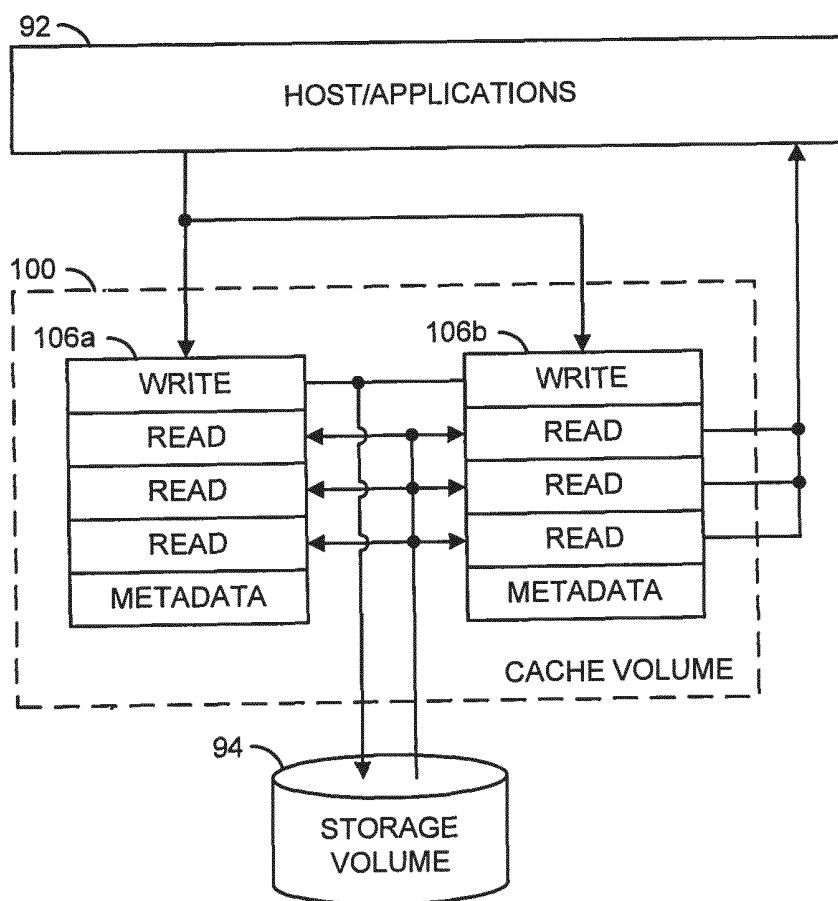 92
HOST/APPLICATIONS
100
106a
106b
WRITE
READ
READ
READ
METADATA
WRITE
READ
READ
READ
METADATA
CACHE VOLUME
94
STORAGE
VOLUME